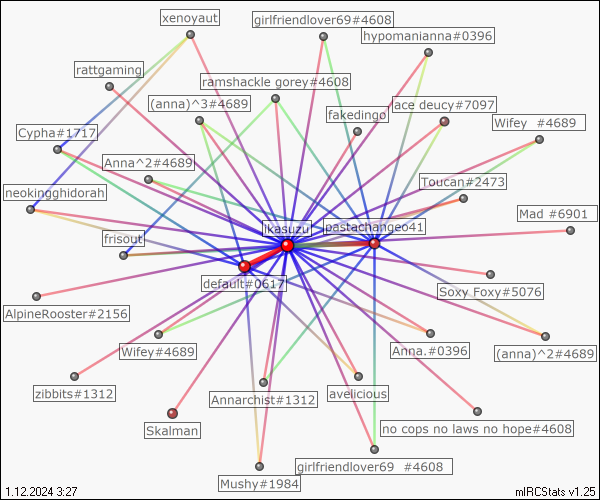 xenoyaut
girlfriendlover69#4608
hypomanianna#0396
rattgaming
ramshackle gorey#4608
(anna)^3#4689
fakedingo
ace deucy#7097
Wifey #4689
Cypha#1717
Anna^2#4689
Toucan#2473
neokingghidorah
Mad #6901
ikasuzu
pastachangeo41
frisout
default#0617
Soxy Foxy#5076
AlpineRooster#2156
Wifey#4689
Anna.#0396
(anna)^2#4689
zibbits#1312
Annarchist#1312
avelicious
Skalman
no cops no laws no hope#4608
girlfriendlover69 #4608
Mushy#1984
1.12.2024 3:27
mIRCStats v1.25